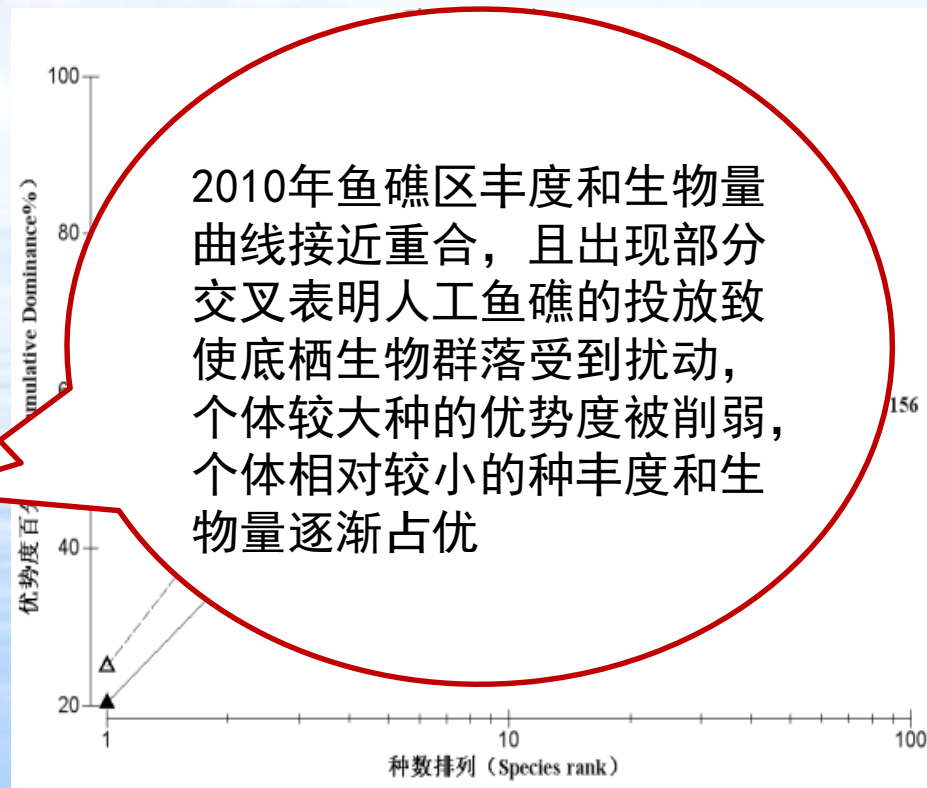 100
2010年鱼礁区丰度和生物量
曲线接近重合，且出现部分
交叉表明人工鱼礁的投放致
使底栖生物群落受到扰动，
个体较大种的优势度被削弱，
个体相对较小的种丰度和生
物量逐渐占优
80
156
40
20
优势度百
umulative Dominance%）
1
10
100
种数排列（Species rank）